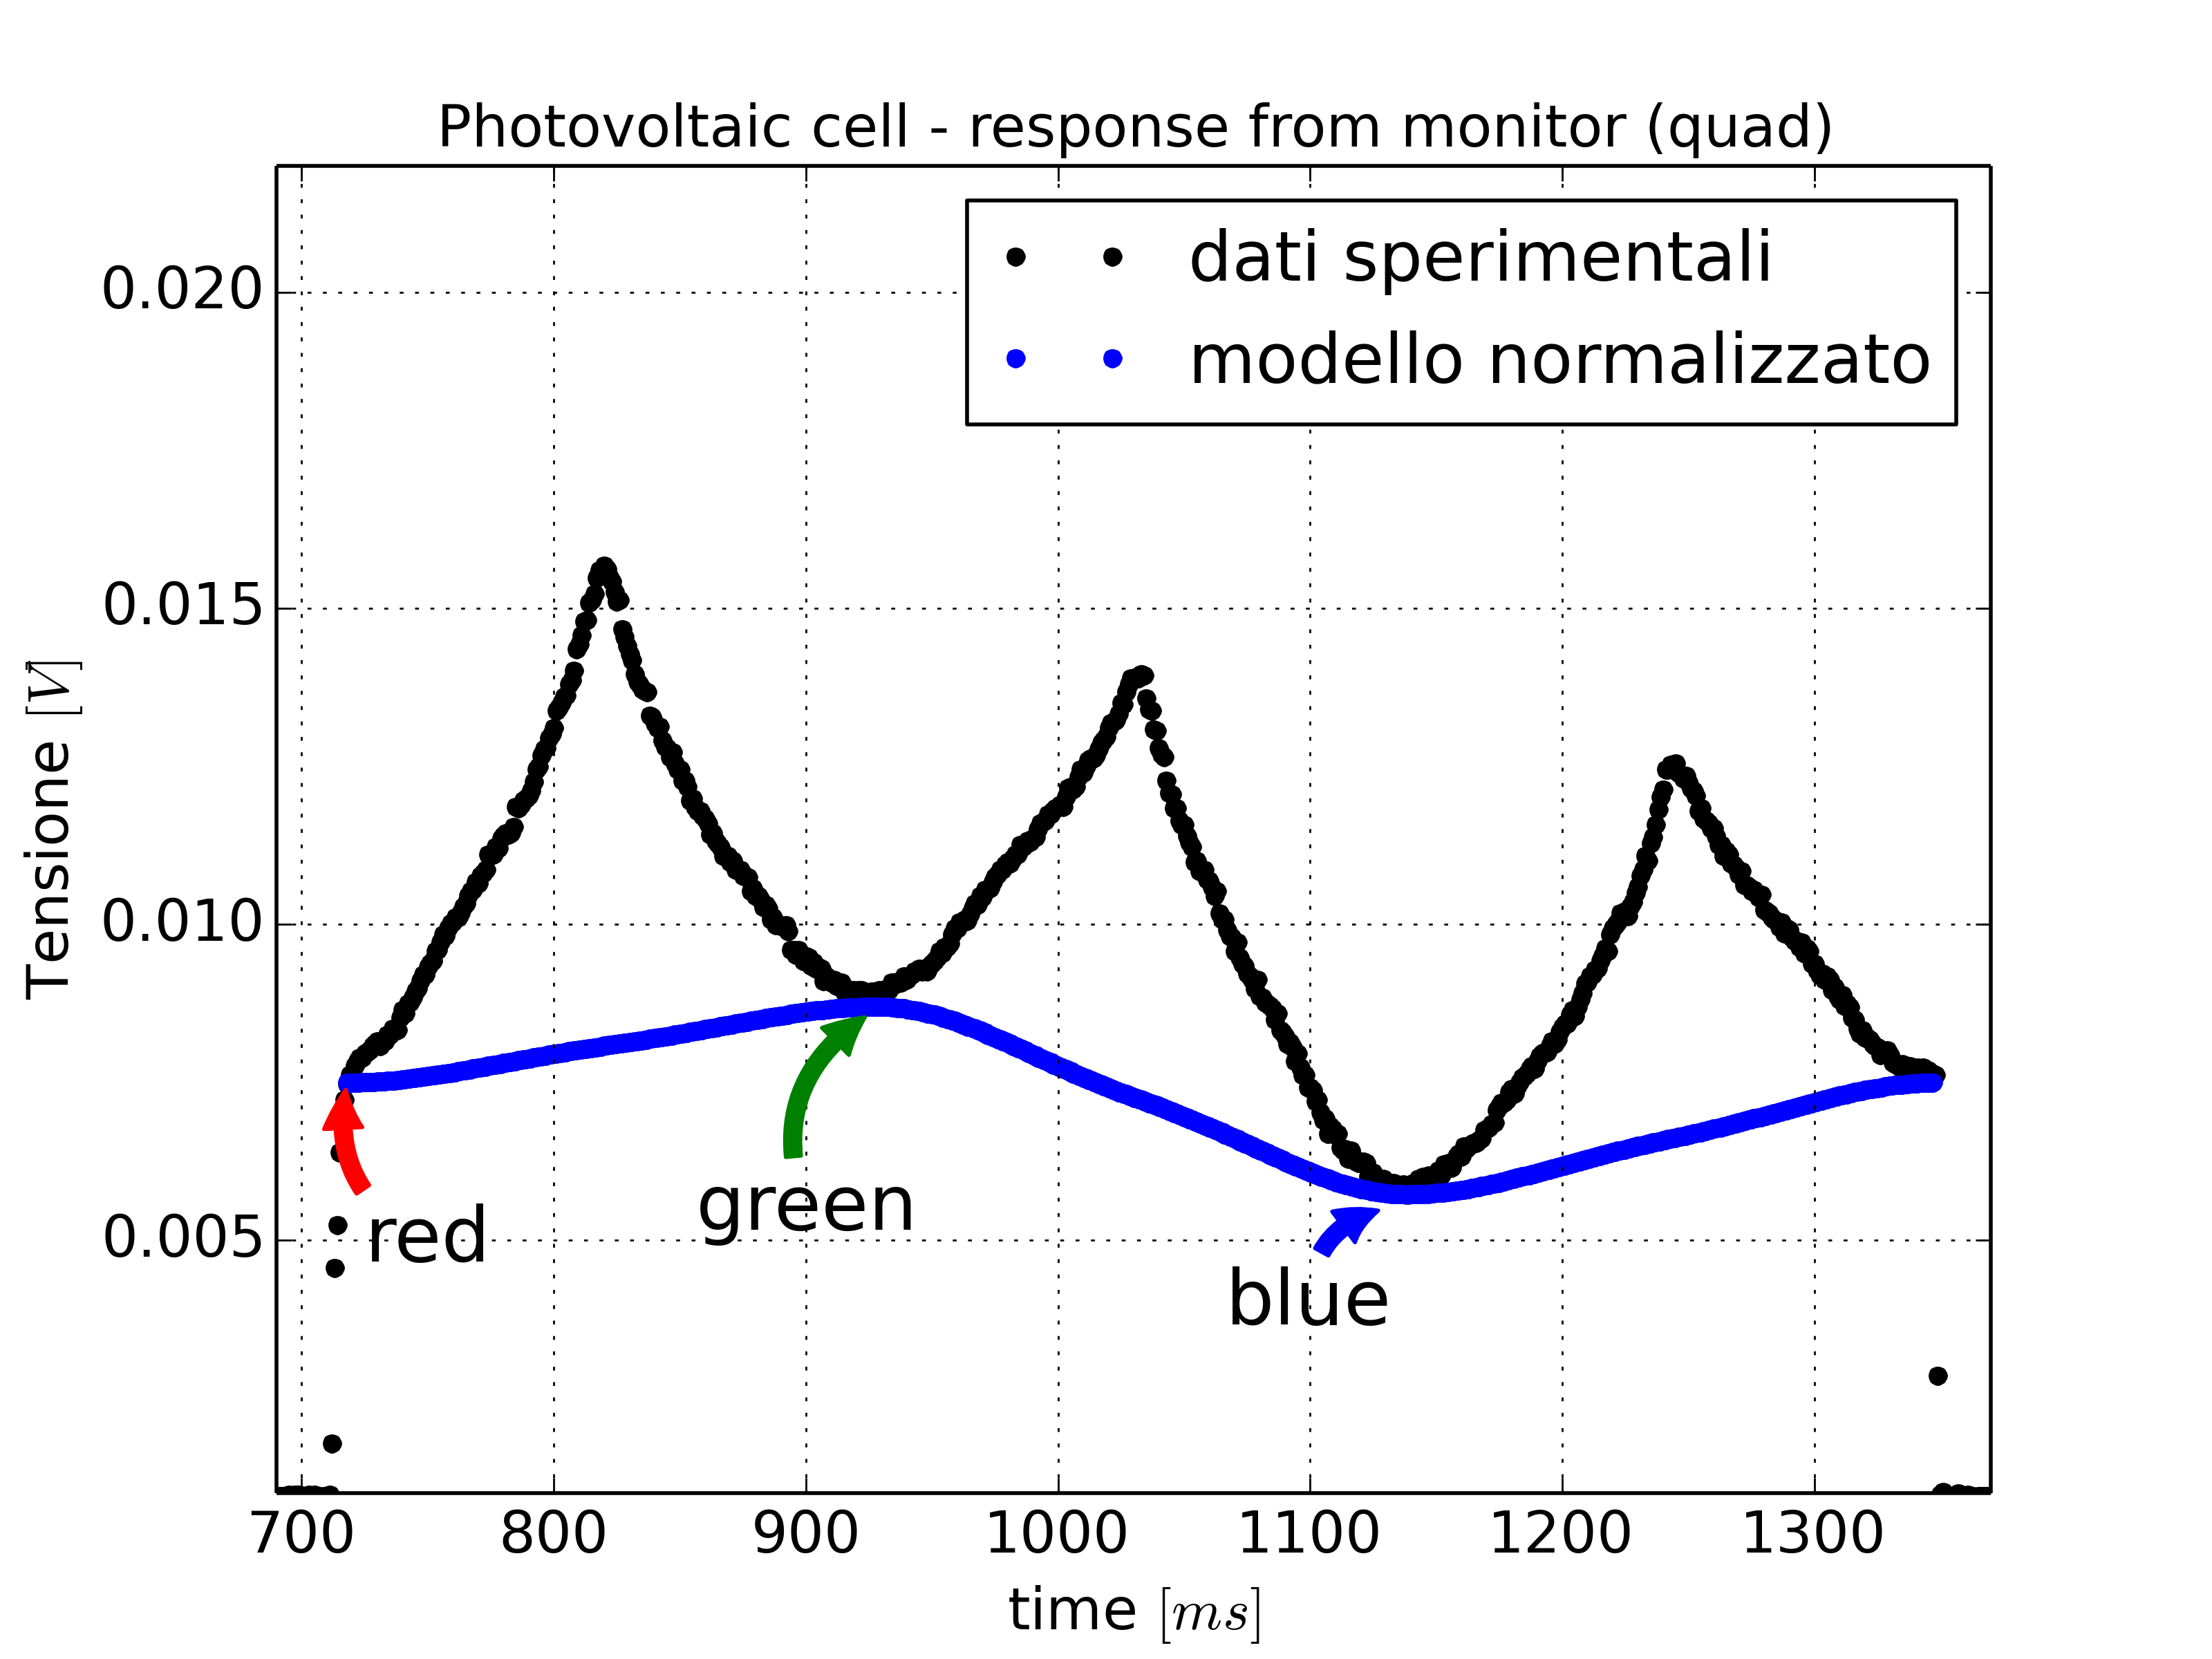 Photovoltaic cell - response from monitor (quad)
dati sperimentali
modello normalizzato
0.020
0.015
0.010
0.005
Tensione [V]
red
green
blue
700 800 900 1000 1100 1200 1300
time [ms]